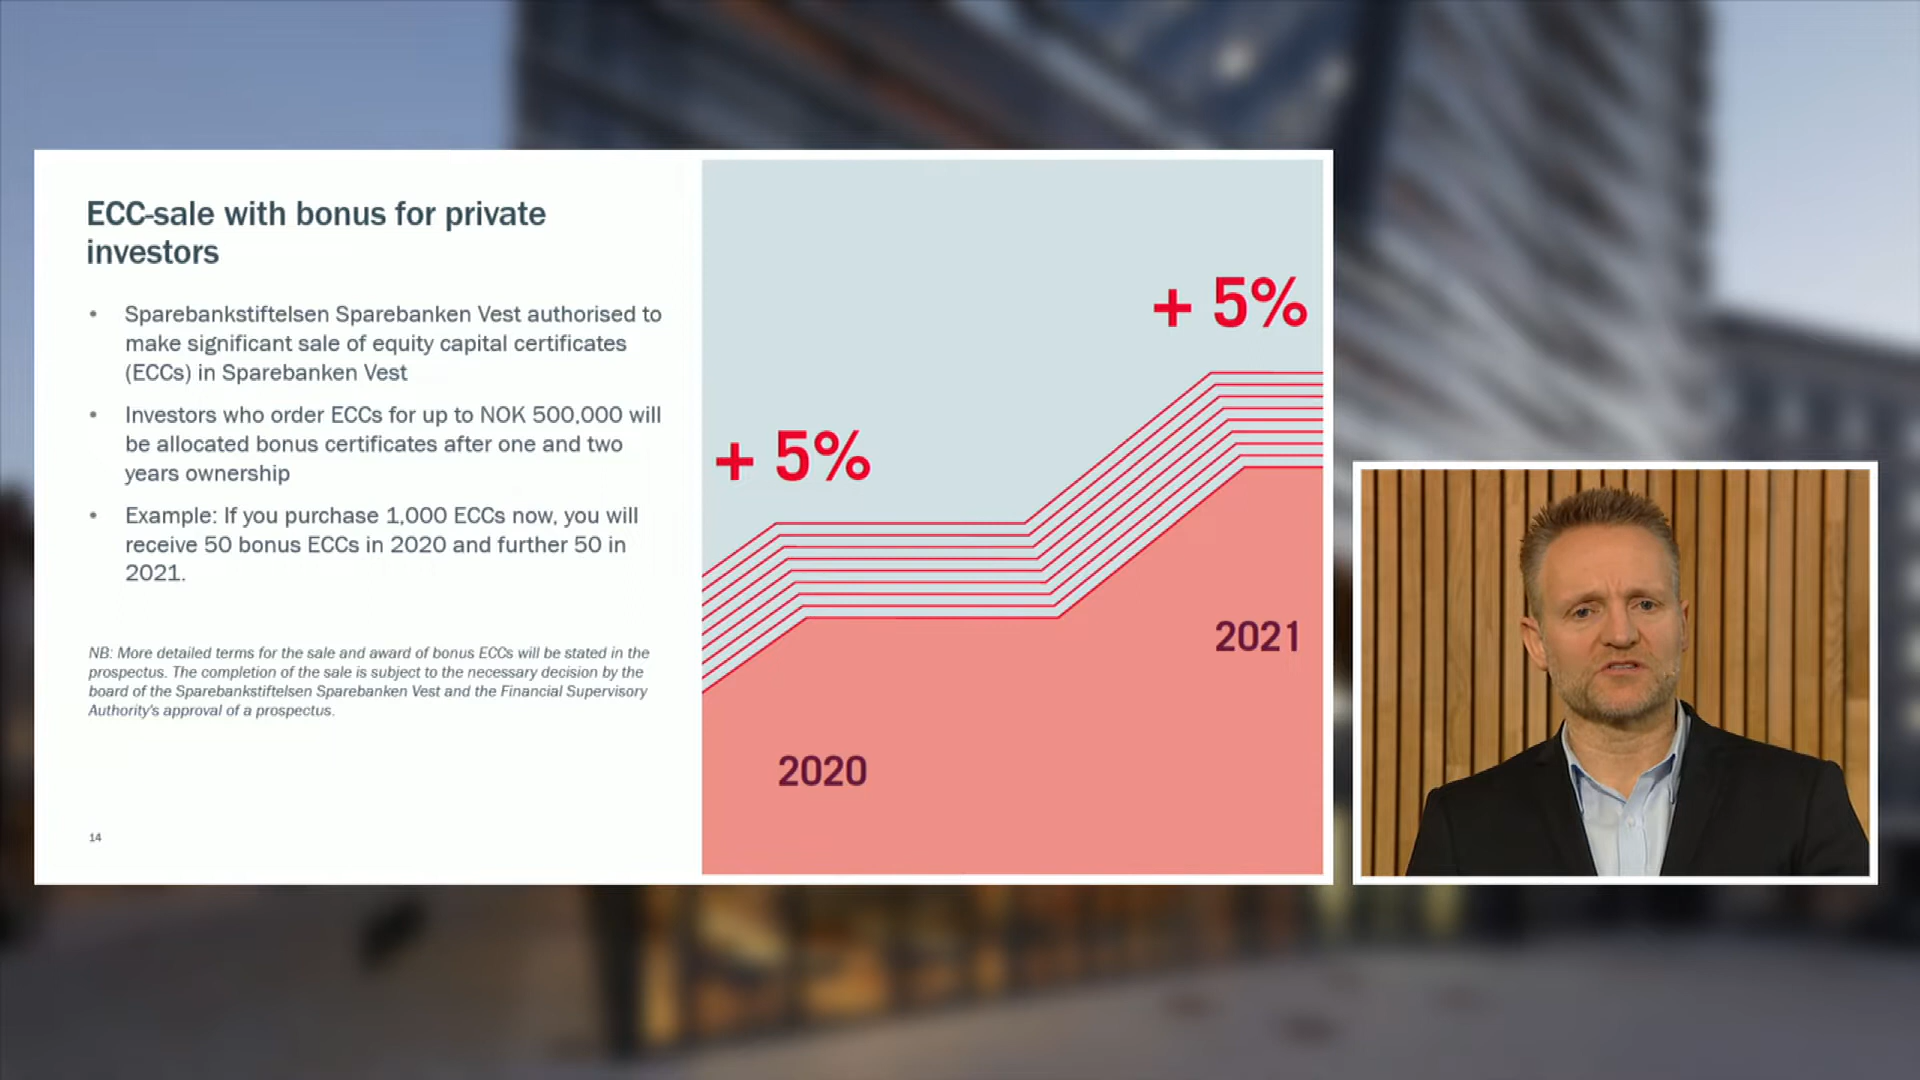 ECC-sale with bonus for private
investors
• Sparebankstiftelsen Sparebanken Vest authorised to
make significant sale of equity capital certificates
(ECCs) in Sparebanken Vest
• Investors who order ECCs for up to NOK 500,000 will
be allocated bonus certificates after one and two
years ownership
• Example: If you purchase 1,000 ECCs now, you will
receive 50 bonus ECCs in 2020 and further 50 in
2021.
NB: More detailed terms for the sale and award of bonus ECCs will be stated in the
prospectus. The completion of the sale is subject to the necessary decision by the
board of the Sparebankstiftelsen Sparebanken Vest and the Financial Supervisory
Authority's approval of a prospectus.
14
+ 5%
+ 5%
2020
2021